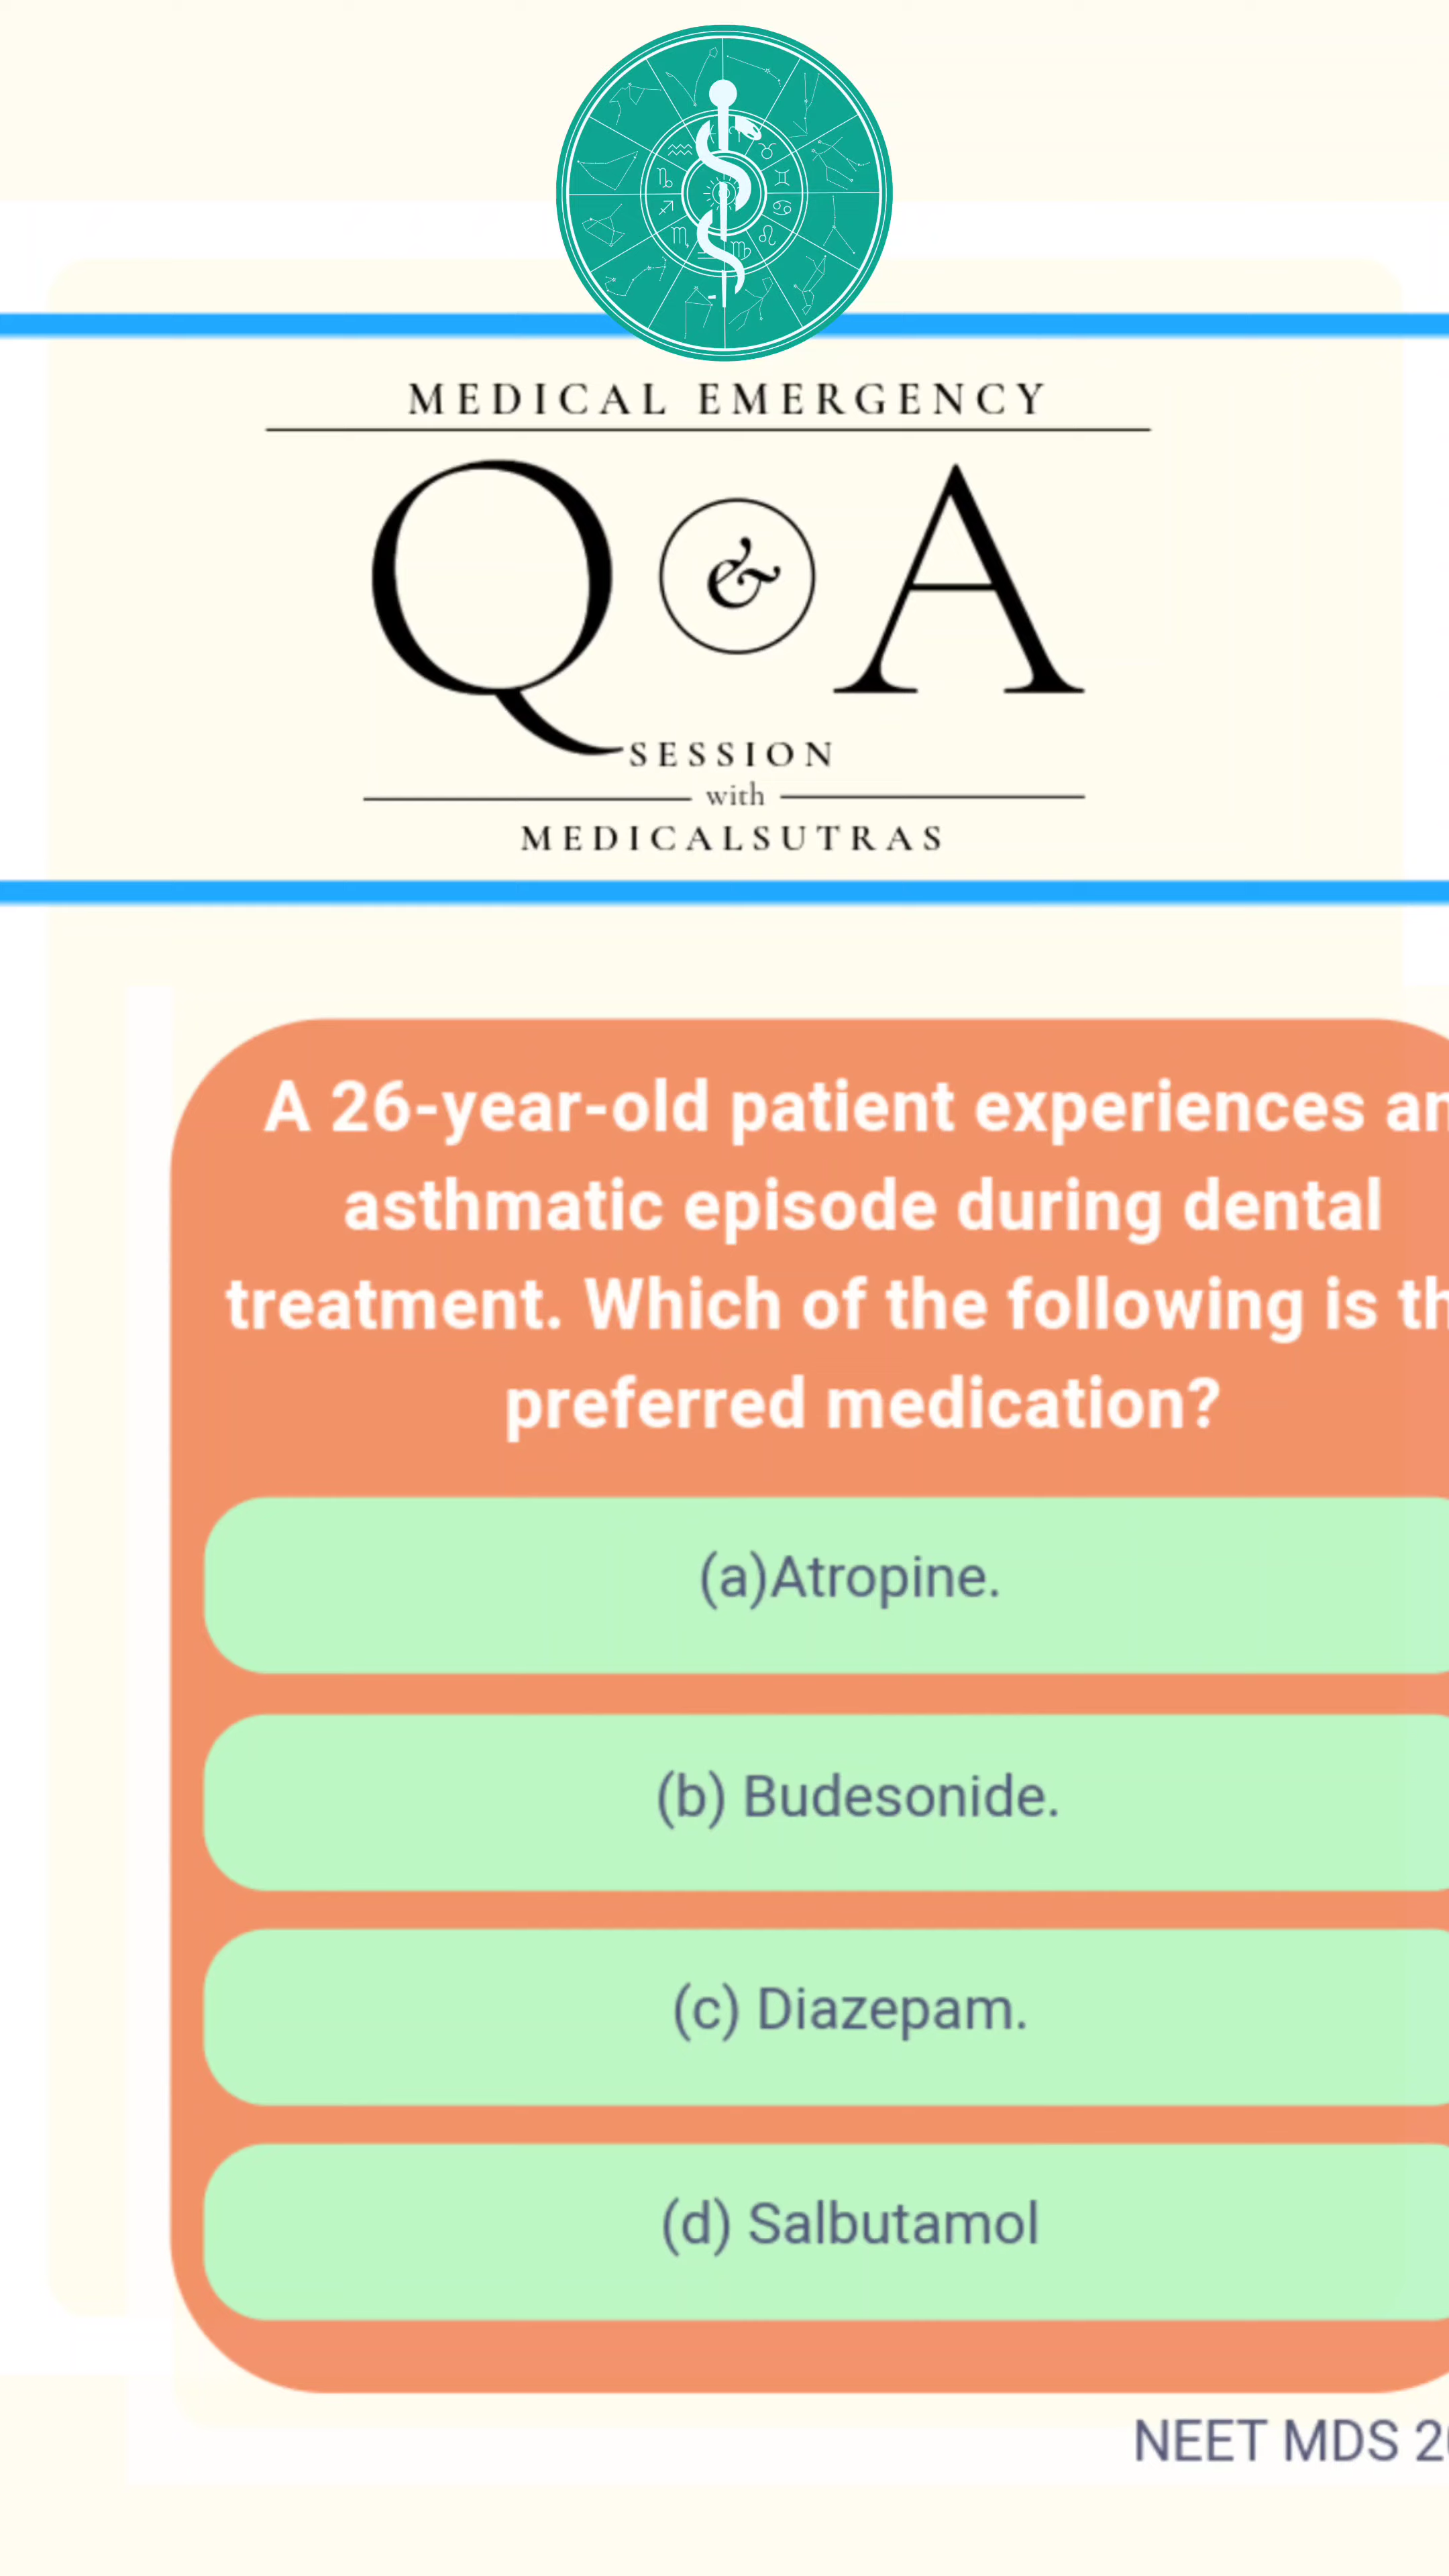 MEDICAL EMERGENCY
Q & A
SESSION
with
MEDICALSUTRAS
A 26-year-old patient experiences an
asthmatic episode during dental
treatment. Which of the following is th
preferred medication?
(a)Atropine.
(b) Budesonide.
(c) Diazepam.
(d) Salbutamol
NEET MDS 20